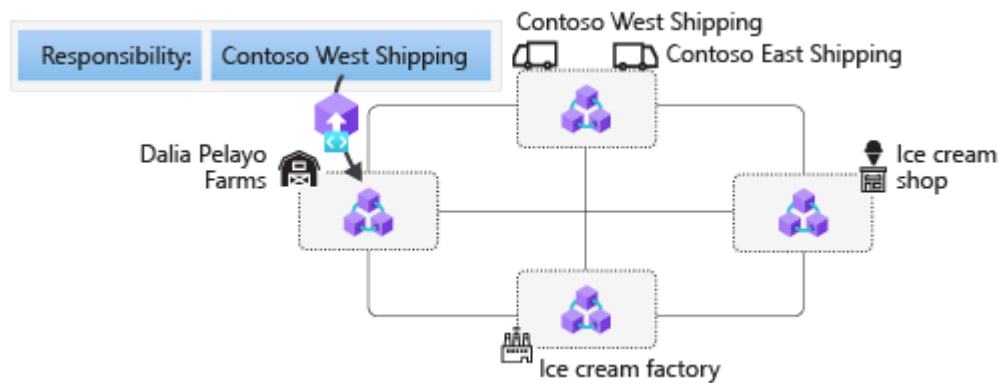 Contoso West Shipping
Responsibility: Contoso West Shipping
Contoso East Shipping
Dalia Pelayo
Farms
Ice cream
shop
Ice cream factory